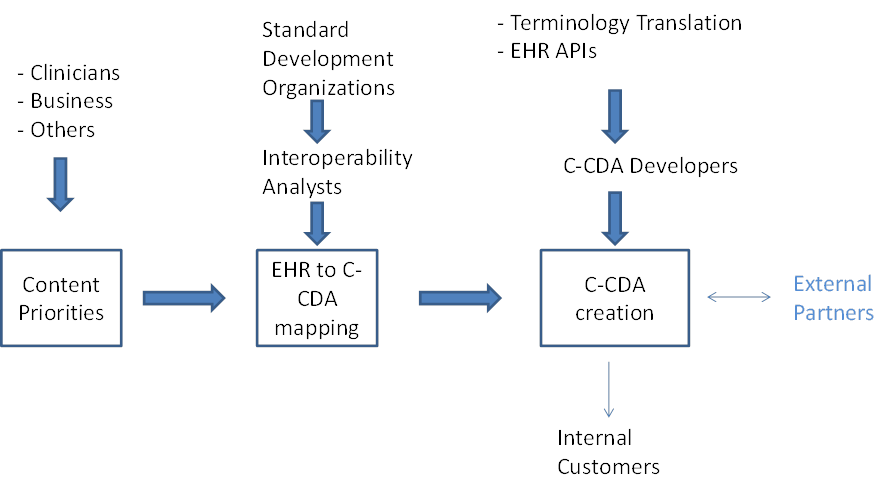 - Clinicians
- Business
- Others
Standard
Development
Organizations
Interoperability
Analysts
- Terminology Translation
- EHR APIs
C-CDA Developers
Content
Priorities
EHR to C-
CDA
mapping
C-CDA
creation
External
Partners
Internal
Customers